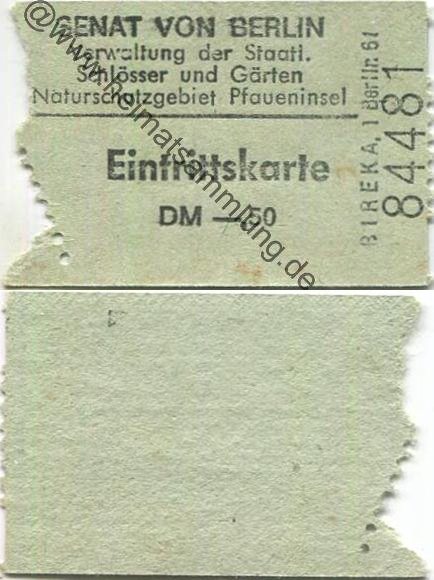 SENAT VON BERLIN
Verwaltung der Staatl.
Schlösser und Gärten
Naturschutzgebiet Pfaueninsel
Eintrittskarte
DM —50
BIREKA, 1 Berlin 61
84481
@www.heimatsammlung.de